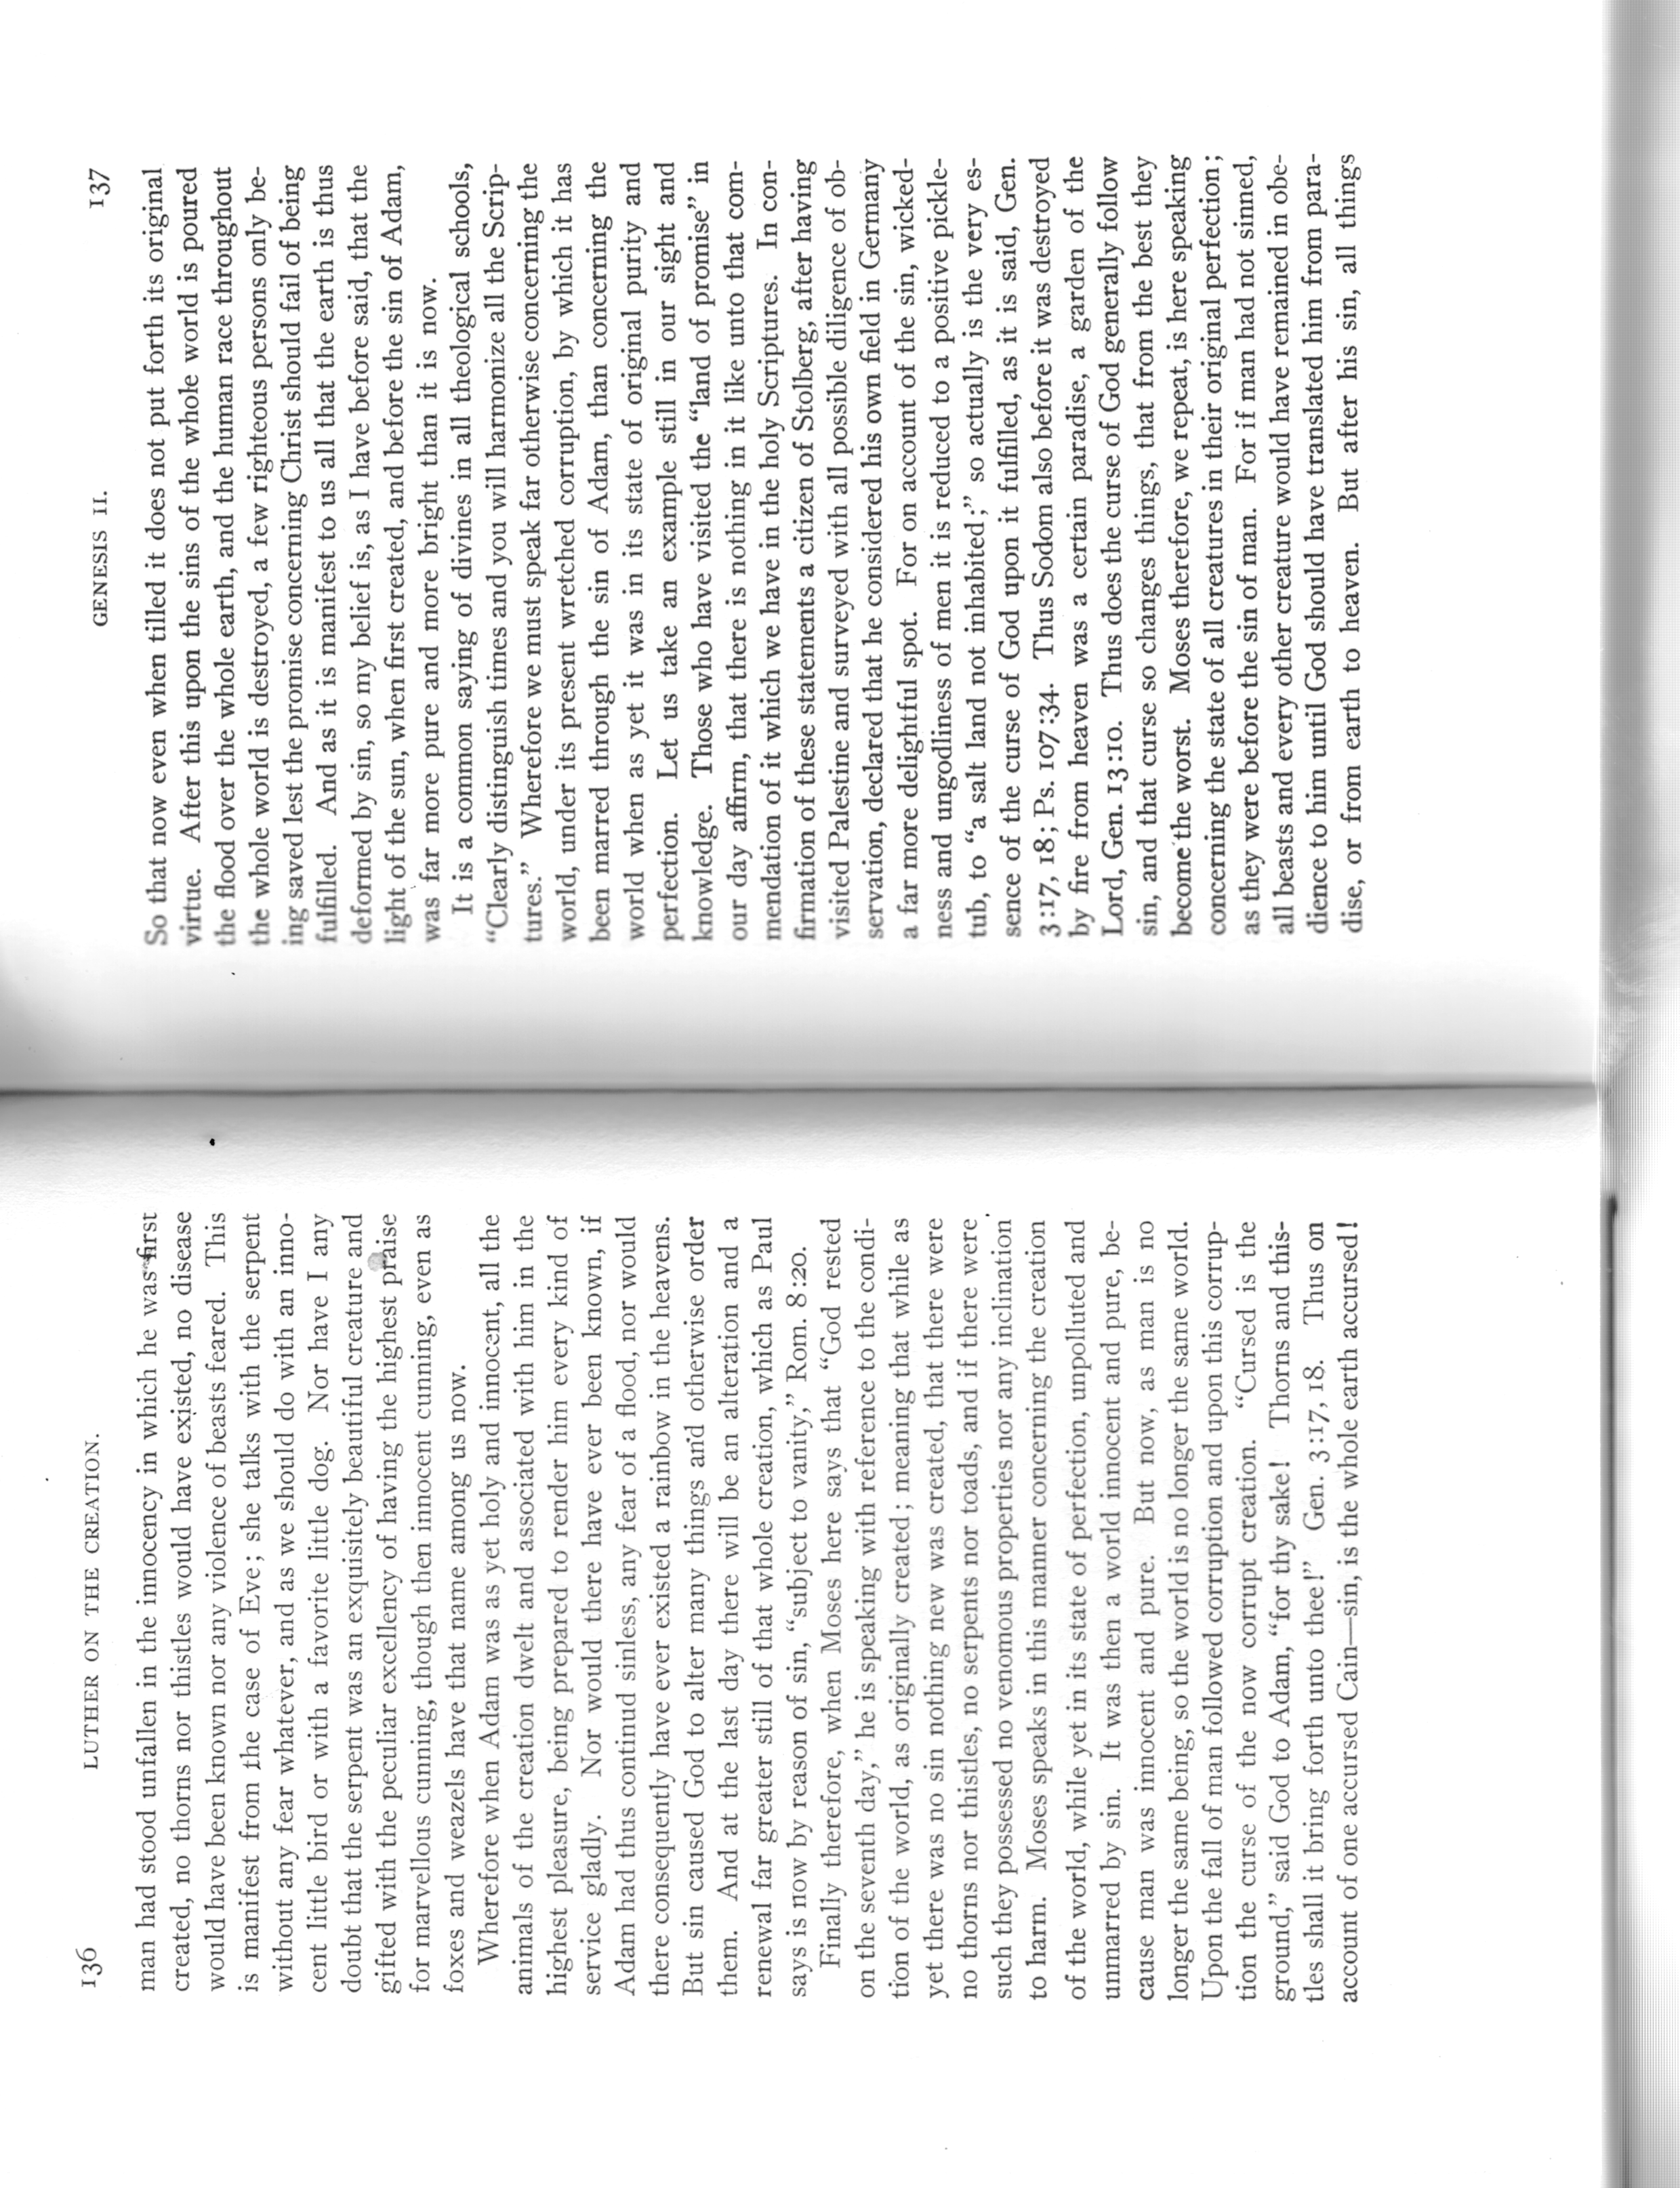 136 LUTHER ON THE CREATION.
man had stood unfallen in the innocency in which he was first
created, no thorns nor thistles would have existed, no disease
would have been known nor any violence of beasts feared. This
is manifest from the case of Eve; she talks with the serpent
without any fear whatever, and as we should do with an inno-
cent little bird or with a favorite little dog. Nor have I any
doubt that the serpent was an exquisitely beautiful creature and
gifted with the peculiar excellency of having the highest praise
for marvellous cunning, though then innocent cunning, even as
foxes and weazels have that name among us now.
Wherefore when Adam was as yet holy and innocent, all the
animals of the creation dwelt and associated with him in the
highest pleasure, being prepared to render him every kind of
service gladly. Nor would there have ever been known, if
Adam had thus continud sinless, any fear of a flood, nor would
there consequently have ever existed a rainbow in the heavens.
But sin caused God to alter many things and otherwise order
them. And at the last day there will be an alteration and a
renewal far greater still of that whole creation, which as Paul
says is now by reason of sin, “subject to vanity,” Rom. 8:20.
Finally therefore, when Moses here says that “God rested
on the seventh day,” he is speaking with reference to the condi-
tion of the world, as originally created; meaning that while as
yet there was no sin nothing new was created, that there were
no thorns nor thistles, no serpents nor toads, and if there were
such they possessed no venomous properties nor any inclination
to harm. Moses speaks in this manner concerning the creation
of the world, while yet in its state of perfection, unpolluted and
unmarred by sin. It was then a world innocent and pure, be-
cause man was innocent and pure. But now, as man is no
longer the same being, so the world is no longer the same world.
Upon the fall of man followed corruption and upon this corrup-
tion the curse of the now corrupt creation. “Cursed is the
ground,” said God to Adam, “for thy sake! Thorns and this-
tles shall it bring forth unto thee!” Gen. 3:17, 18. Thus on
account of one accursed Cain—sin, is the whole earth accursed!
GENESIS II. 137
So that now even when tilled it does not put forth its original
virtue. After this upon the sins of the whole world is poured
the flood over the whole earth, and the human race throughout
the whole world is destroyed, a few righteous persons only be-
ing saved lest the promise concerning Christ should fail of being
fulfilled. And as it is manifest to us all that the earth is thus
deformed by sin, so my belief is, as I have before said, that the
light of the sun, when first created, and before the sin of Adam,
was far more pure and more bright than it is now.
It is a common saying of divines in all theological schools,
“Clearly distinguish times and you will harmonize all the Scrip-
tures.” Wherefore we must speak far otherwise concerning the
world, under its present wretched corruption, by which it has
been marred through the sin of Adam, than concerning the
world when as yet it was in its state of original purity and
perfection. Let us take an example still in our sight and
knowledge. Those who have visited the “land of promise” in
our day affirm, that there is nothing in it like unto that com-
mendation of it which we have in the holy Scriptures. In con-
firmation of these statements a citizen of Stolberg, after having
visited Palestine and surveyed with all possible diligence of ob-
servation, declared that he considered his own field in Germany
a far more delightful spot. For on account of the sin, wicked-
ness and ungodliness of men it is reduced to a positive pickle-
tub, to “a salt land not inhabited;” so actually is the very es-
sence of the curse of God upon it fulfilled, as it is said, Gen.
3:17, 18; Ps. 107:34. Thus Sodom also before it was destroyed
by fire from heaven was a certain paradise, a garden of the
Lord, Gen. 13:10. Thus does the curse of God generally follow
sin, and that curse so changes things, that from the best they
become the worst. Moses therefore, we repeat, is here speaking
concerning the state of all creatures in their original perfection;
as they were before the sin of man. For if man had not sinned,
all beasts and every other creature would have remained in obe-
dience to him until God should have translated him from para-
dise, or from earth to heaven. But after his sin, all things